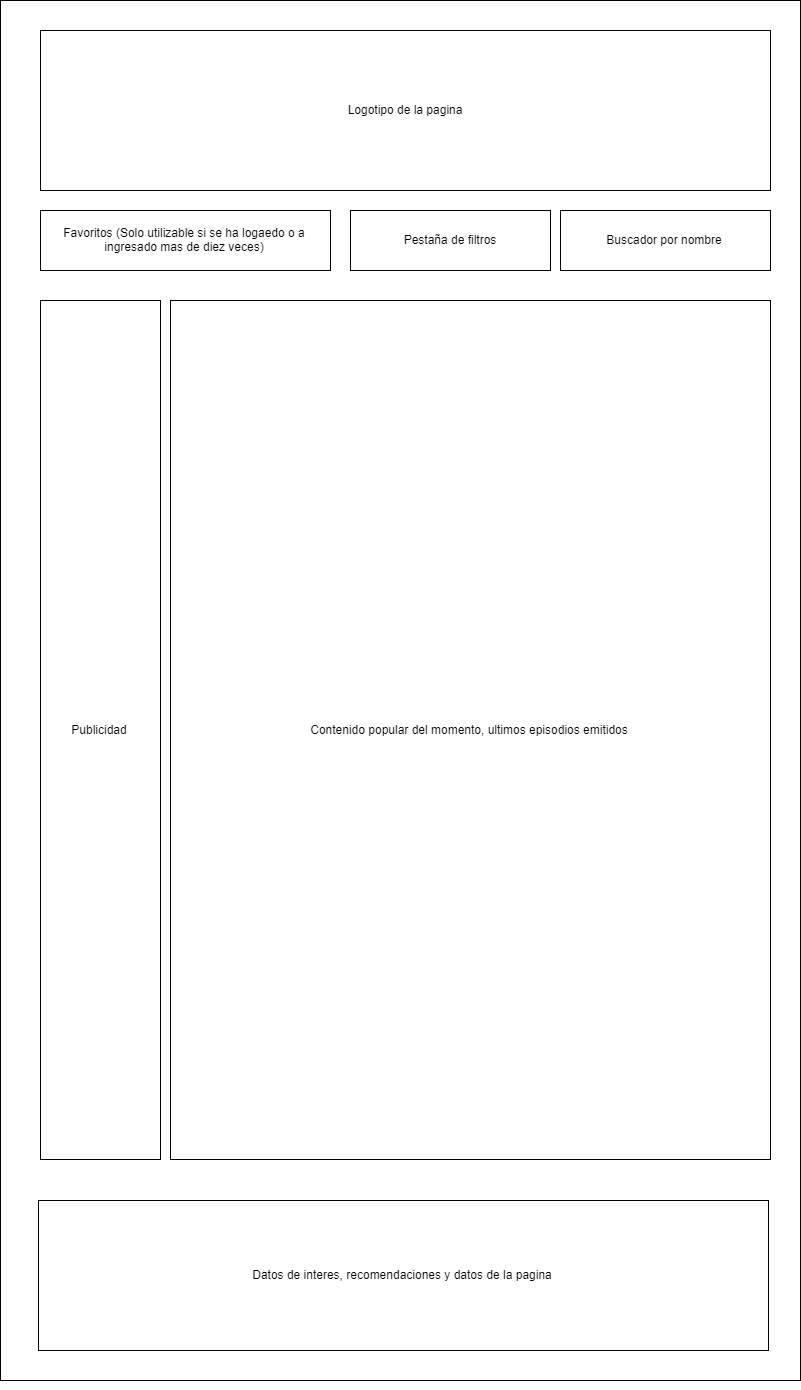 Logotipo de la pagina
Favoritos (Solo utilizable si se ha logaedo o a
ingresado mas de diez veces)
Pestaña de filtros
Buscador por nombre
Publicidad
Contenido popular del momento, ultimos episodios emitidos
Datos de interes, recomendaciones y datos de la pagina